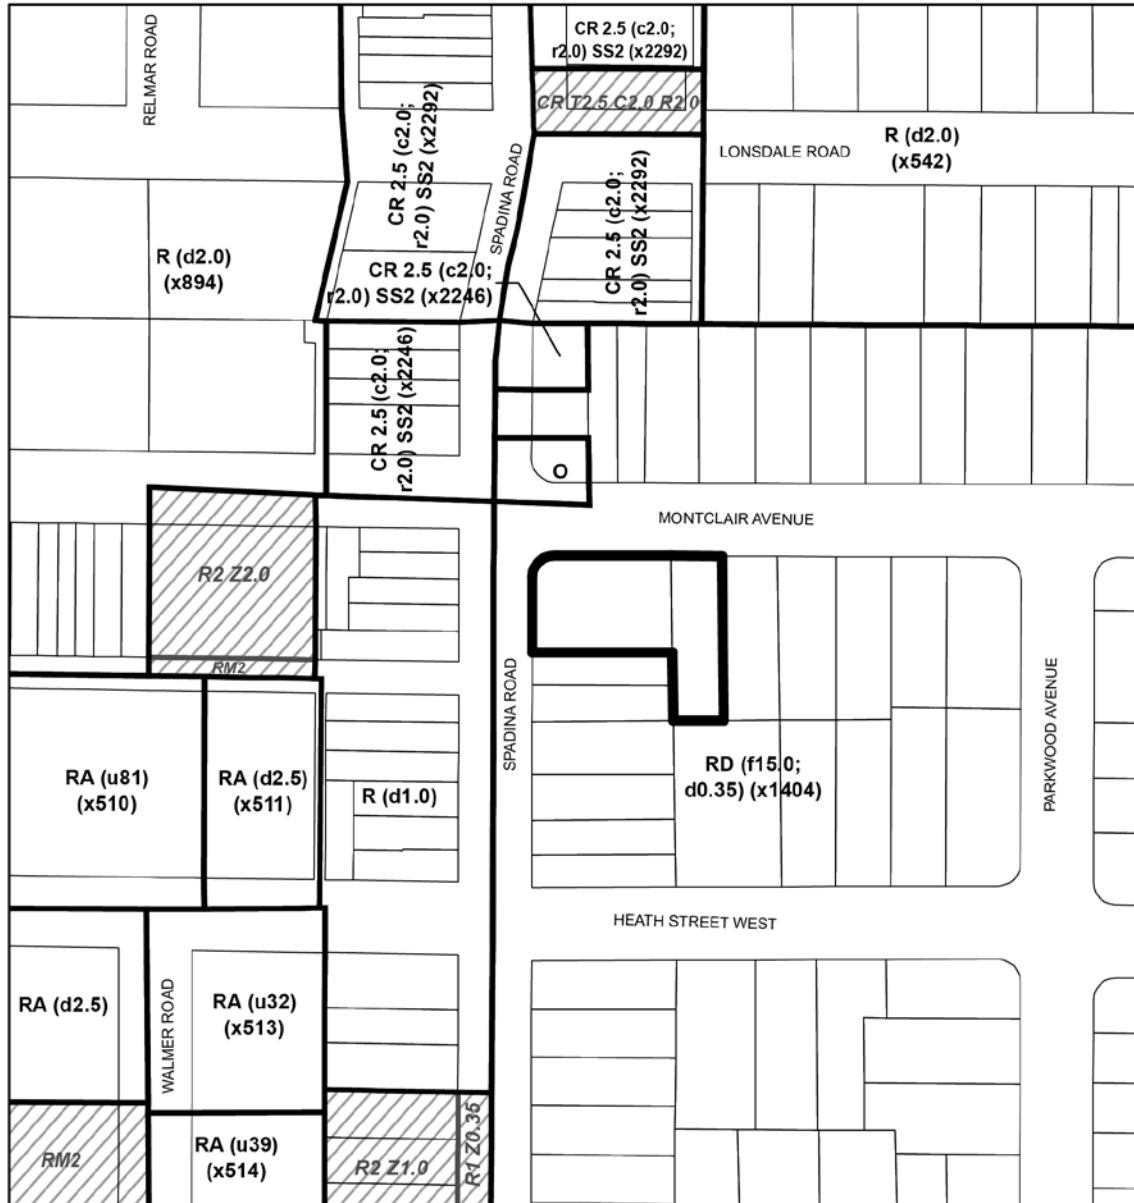 RELMAR ROAD
CR 2.5 (c2.0;
r2.0) SS2 (x2292)
CR T2.5 C2.0 R2.0
CR 2.5 (c2.0;
r2.0) SS2 (x2292)
SPADINA ROAD
CR 2.5 (c2.0;
r2.0) SS2 (x2292)
LONSDALE ROAD
R (d2.0)
(x542)
R (d2.0)
(x894)
CR 2.5 (c2.0;
r2.0) SS2 (x2246)
CR 2.5 (c2.0;
r2.0) SS2 (x2246)
O
MONTCLAIR AVENUE
R2 Z2.0
RM2
SPADINA ROAD
PARKWOOD AVENUE
RA (u81)
(x510)
RA (d2.5)
(x511)
R (d1.0)
RD (f15.0;
d0.35) (x1404)
HEATH STREET WEST
RA (d2.5)
WALMER ROAD
RA (u32)
(x513)
RM2
RA (u39)
(x514)
R2 Z1.0
R1 Z0.35